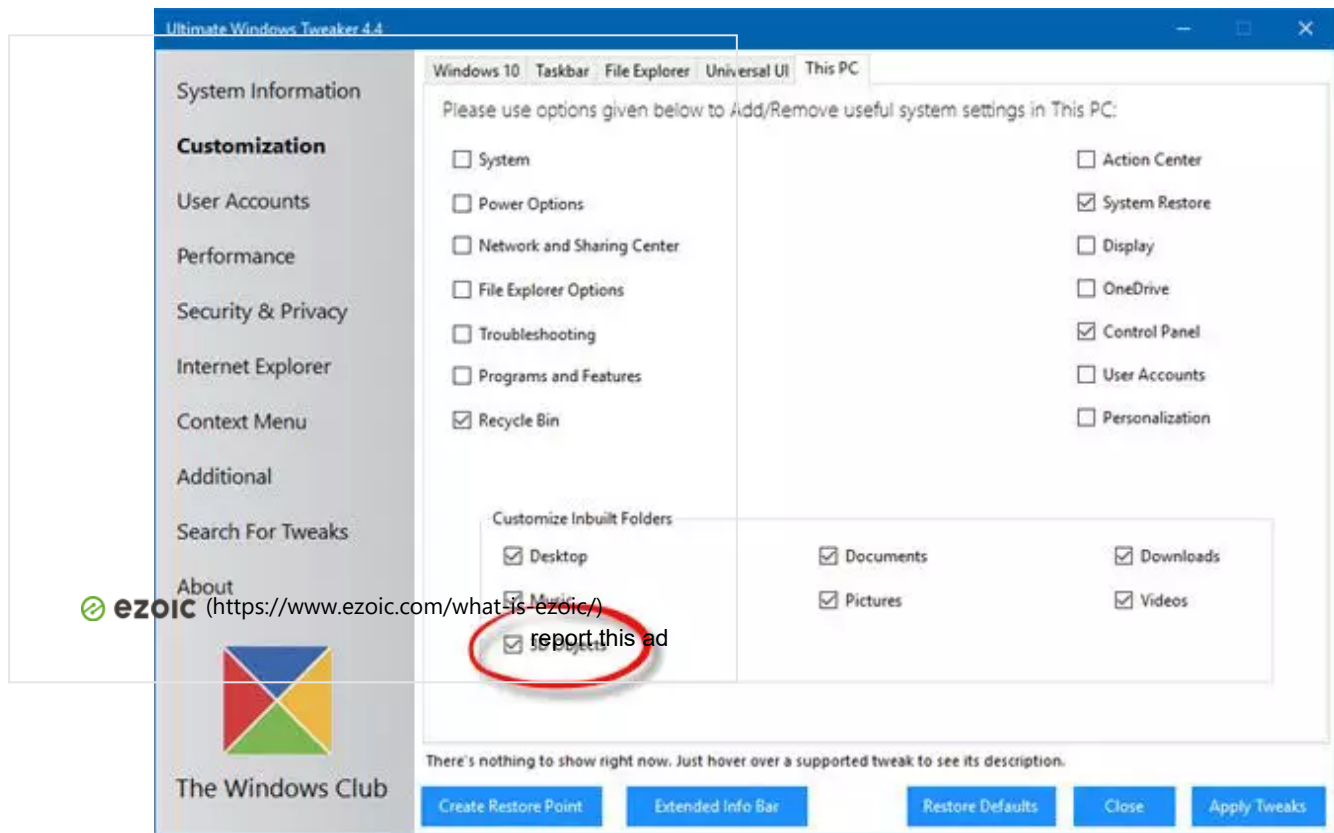 Ultimate Windows Tweaker 4.4
System Information
Customization
User Accounts
Performance
Security & Privacy
Internet Explorer
Context Menu
Additional
Search For Tweaks
About
ezoic (https://www.ezoic.com/what-is-ezoic/)
report this ad
The Windows Club
Windows 10 Taskbar File Explorer Universal UI This PC
Please use options given below to Add/Remove useful system settings in This PC:
System
Power Options
Network and Sharing Center
File Explorer Options
Troubleshooting
Programs and Features
Recycle Bin
Action Center
System Restore
Display
OneDrive
Control Panel
User Accounts
Personalization
Customize Inbuilt Folders
Desktop Documents Downloads
Music Pictures Videos
3D Objects
There's nothing to show right now. Just hover over a supported tweak to see its description.
Create Restore Point Extended Info Bar Restore Defaults Close Apply Tweaks